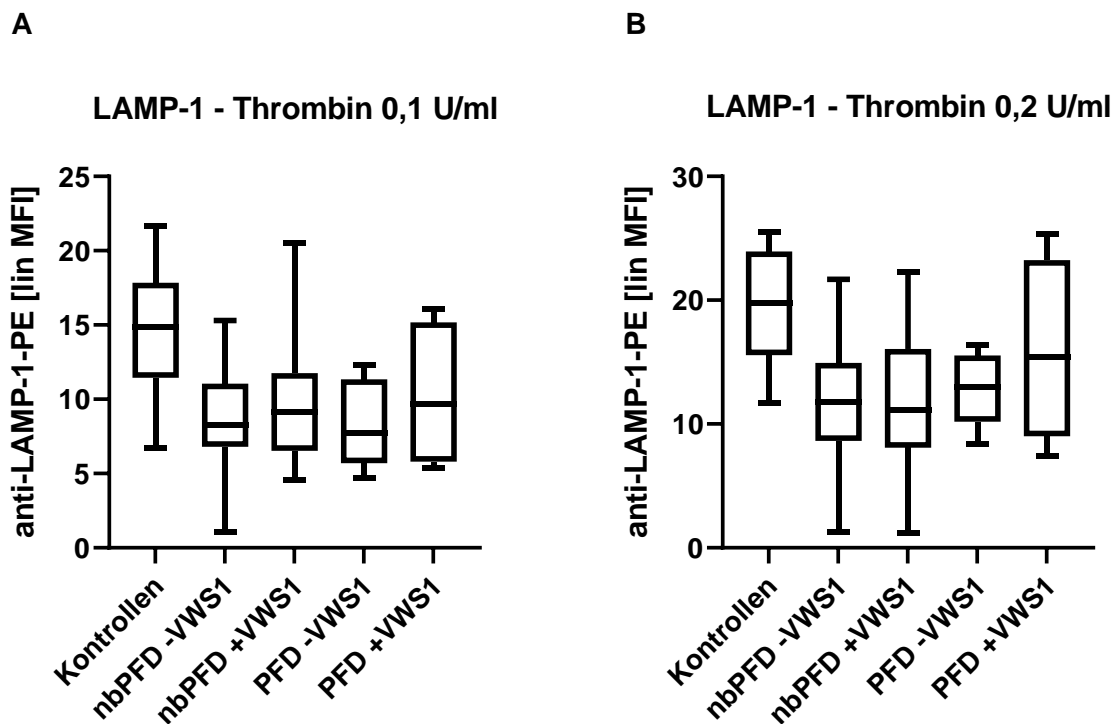 A
LAMP-1 - Thrombin 0,1 U/ml
anti-LAMP-1-PE [lin MFI]
25
20
15
10
5
0
Kontrollen
nbPFD -VWS1
nbPFD +VWS1
PFD -VWS1
PFD +VWS1
B
LAMP-1 - Thrombin 0,2 U/ml
anti-LAMP-1-PE [lin MFI]
30
20
10
0
Kontrollen
nbPFD -VWS1
nbPFD +VWS1
PFD -VWS1
PFD +VWS1